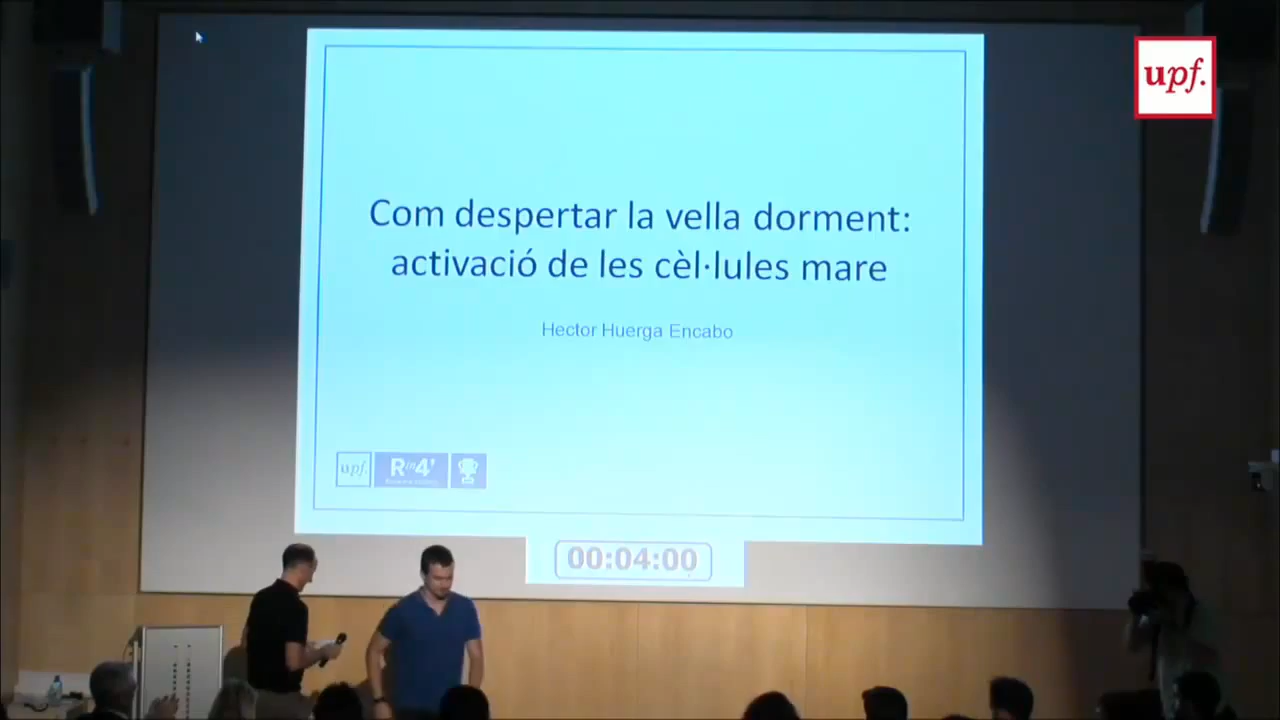 upf.
Com despertar la vella dorment:
activació de les cèl·lules mare
Hector Huerga Encabo
upf.
R in 4'
00:04:00